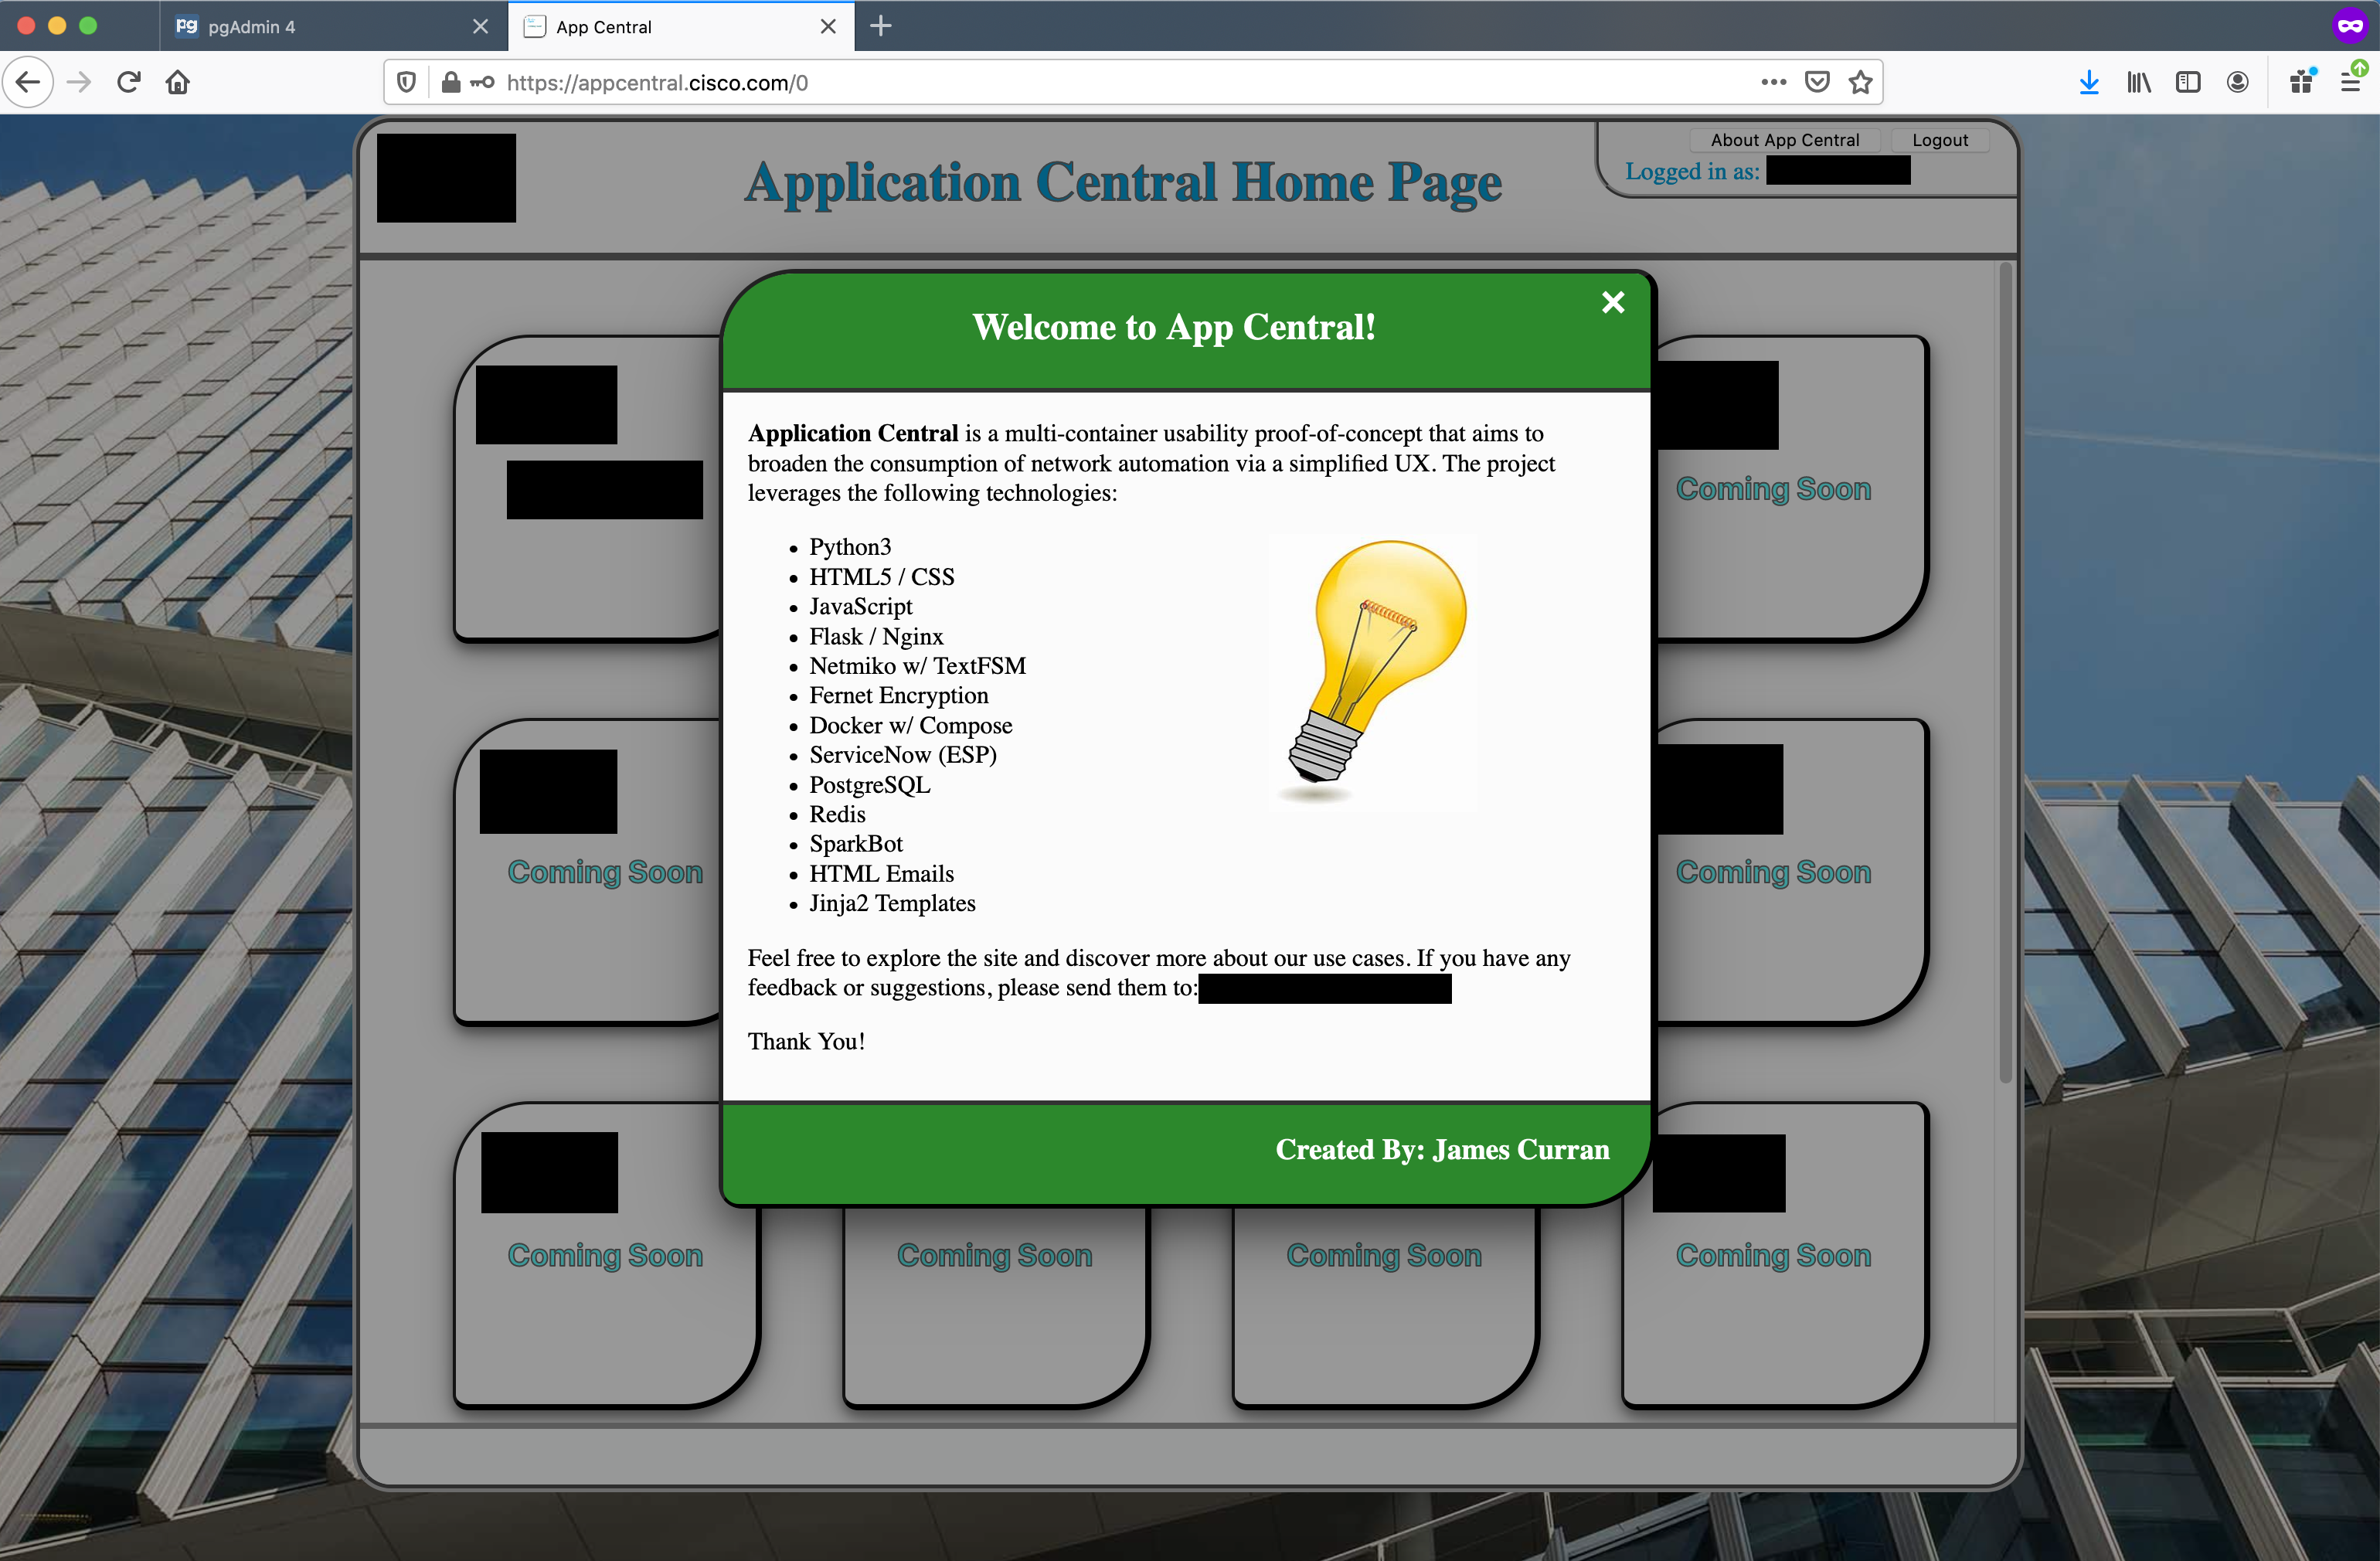 pg pgAdmin 4
App Central
https://appcentral.cisco.com/0
About App Central
Logout
Application Central Home Page
Logged in as:
Welcome to App Central!
Application Central is a multi-container usability proof-of-concept that aims to
broaden the consumption of network automation via a simplified UX. The project
leverages the following technologies:
• Python3
• HTML5 / CSS
• JavaScript
• Flask / Nginx
• Netmiko w/ TextFSM
• Fernet Encryption
• Docker w/ Compose
• ServiceNow (ESP)
• PostgreSQL
• Redis
• SparkBot
• HTML Emails
• Jinja2 Templates
Feel free to explore the site and discover more about our use cases. If you have any
feedback or suggestions, please send them to:
Thank You!
Created By: James Curran
Coming Soon
Coming Soon
Coming Soon
Coming Soon
Coming Soon
Coming Soon
Coming Soon